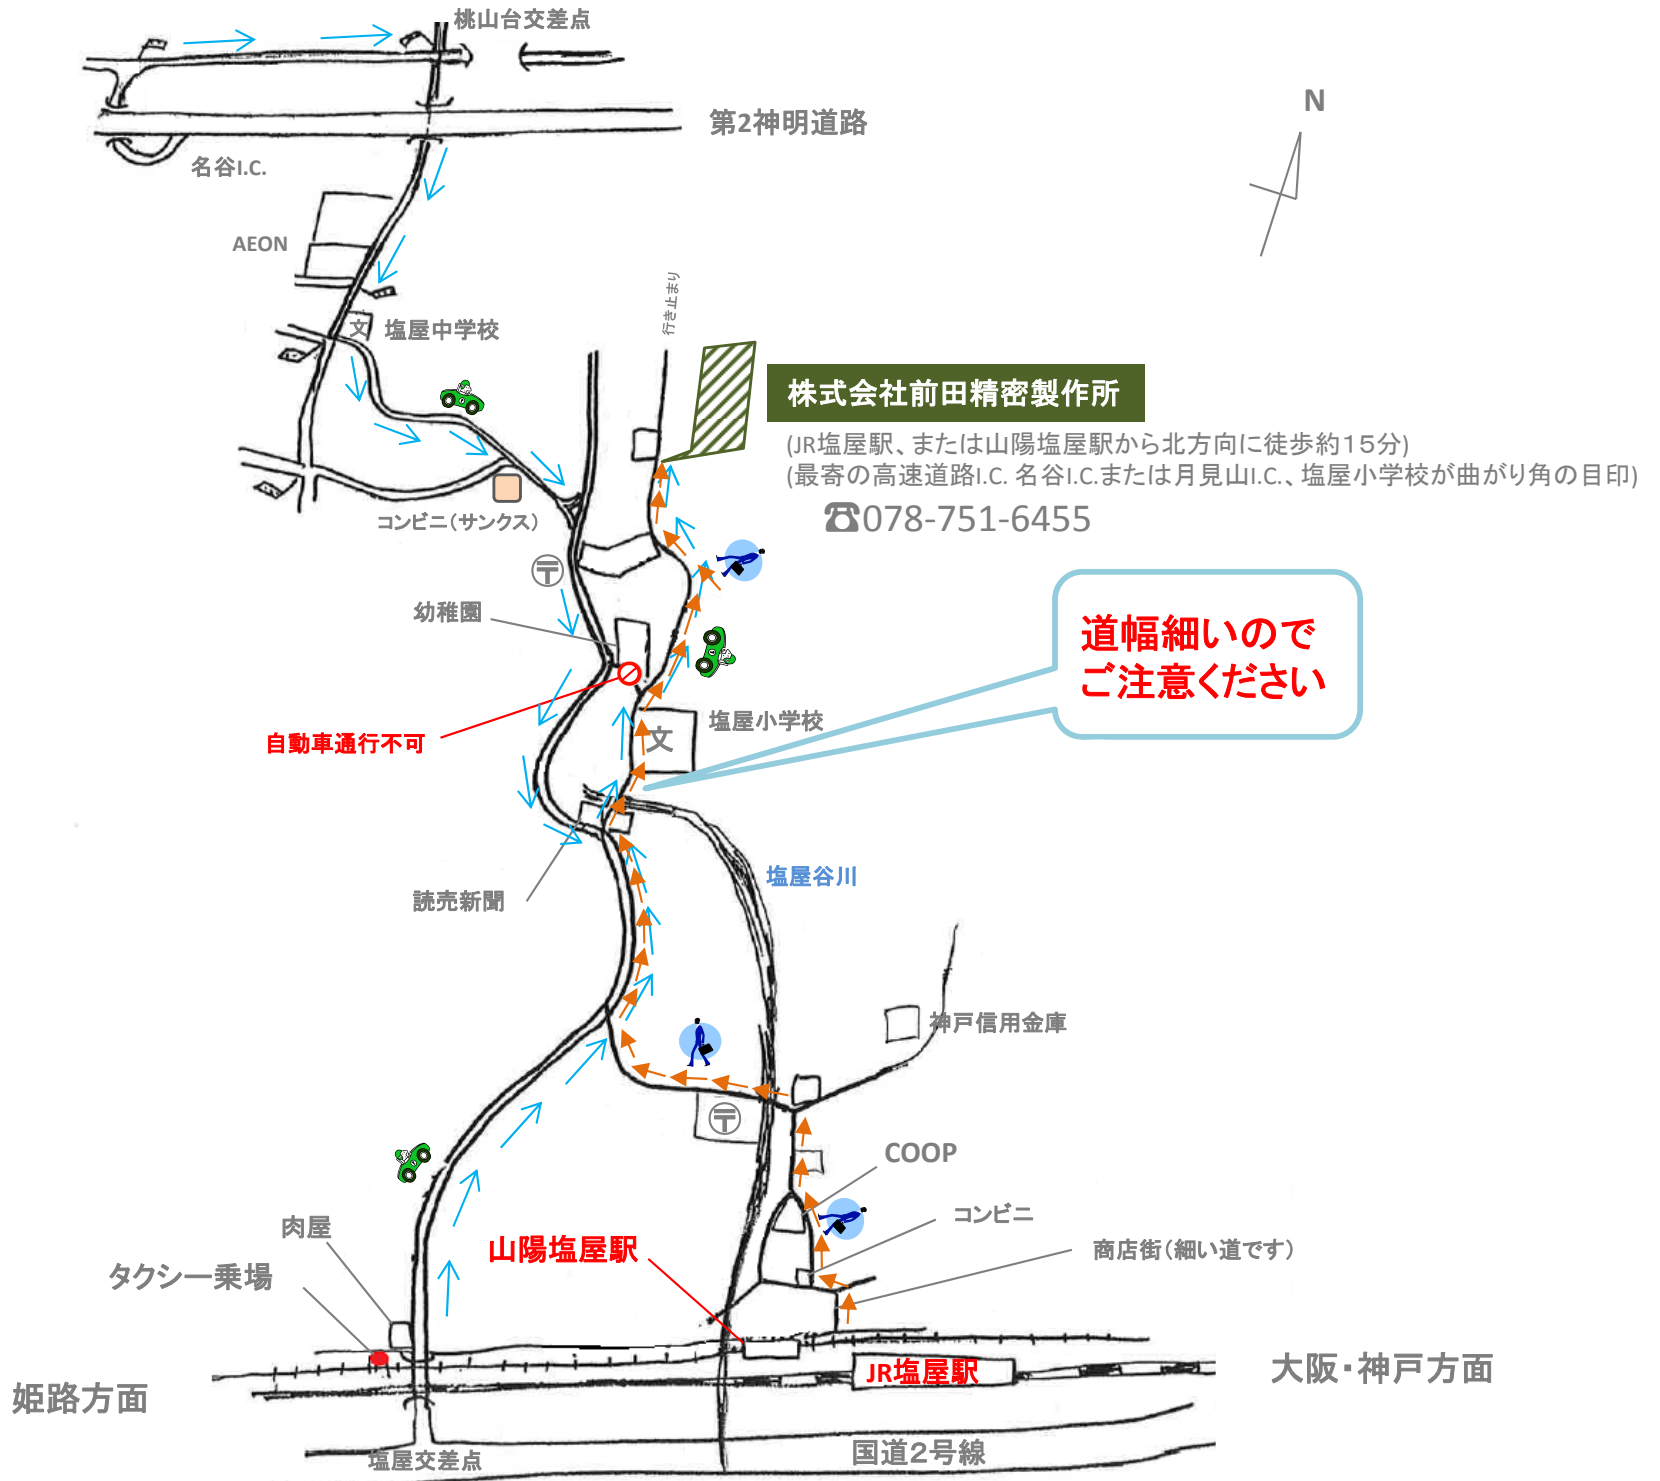 桃山台交差点
N
第2神明道路
名谷I.C.
AEON
行き止まり
文
塩屋中学校
株式会社前田精密製作所
(JR塩屋駅、または山陽塩屋駅から北方向に徒歩約15分)
(最寄の高速道路I.C. 名谷I.C.または月見山I.C.、塩屋小学校が曲がり角の目印)
☎078-751-6455
コンビニ(サンクス)
〒
幼稚園
道幅細いので
ご注意ください
塩屋小学校
文
自動車通行不可
塩屋谷川
読売新聞
神戸信用金庫
〒
COOP
コンビニ
肉屋
山陽塩屋駅
商店街(細い道です)
タクシー乗場
JR塩屋駅
大阪・神戸方面
姫路方面
国道2号線
塩屋交差点